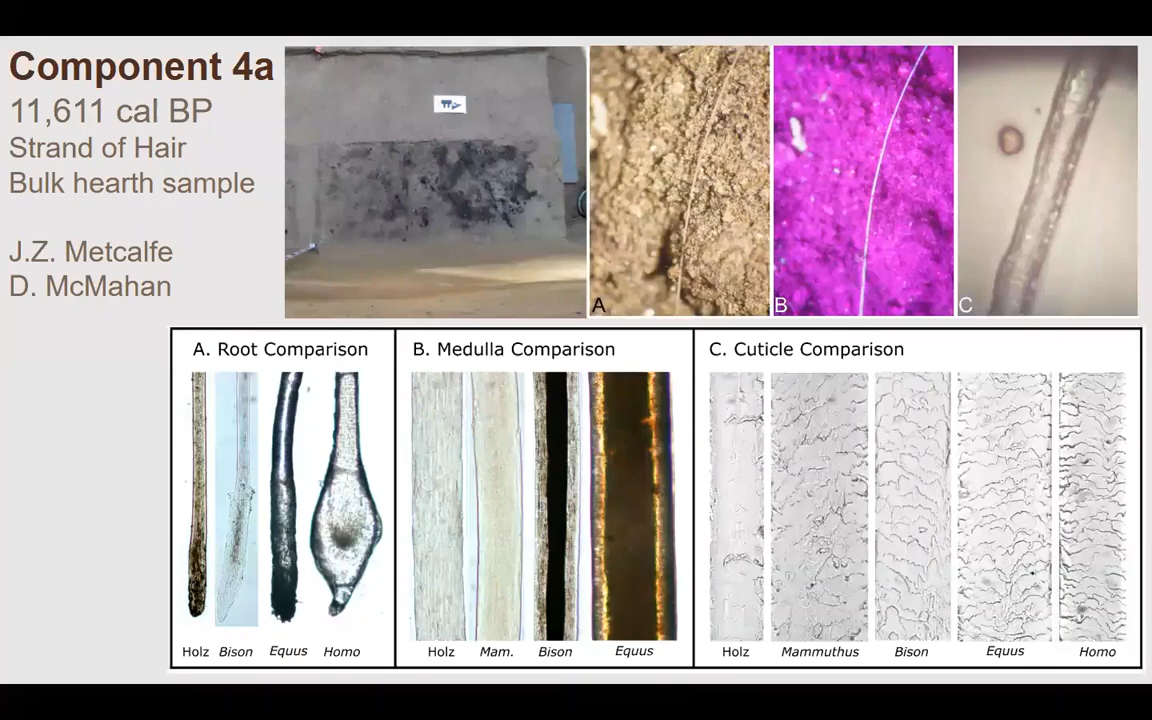 Component 4a
11,611 cal BP
Strand of Hair
Bulk hearth sample
J.Z. Metcalfe
D. McMahan
A
B
C
A. Root Comparison
Holz Bison Equus Homo
B. Medulla Comparison
Holz Mam. Bison Equus
C. Cuticle Comparison
Holz Mammuthus Bison Equus Homo